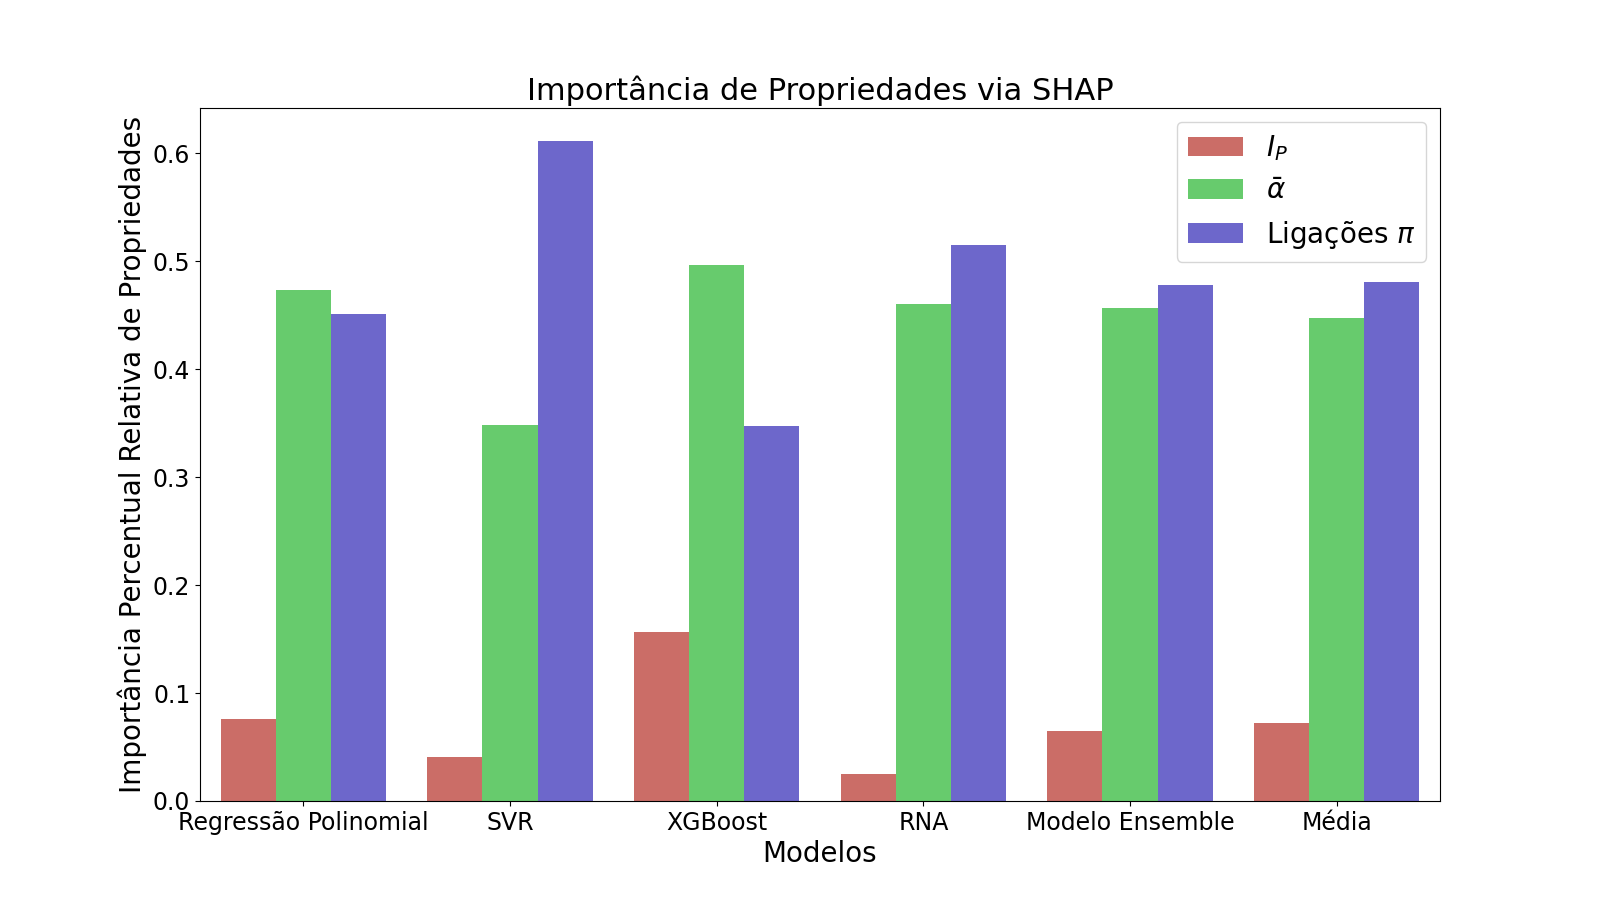 Importância de Propriedades via SHAP
Importância Percentual Relativa de Propriedades
0.6
0.5
0.4
0.3
0.2
0.1
0.0
I_P
ᾱ
Ligações π
Regressão Polinomial SVR XGBoost RNA Modelo Ensemble Média
Modelos